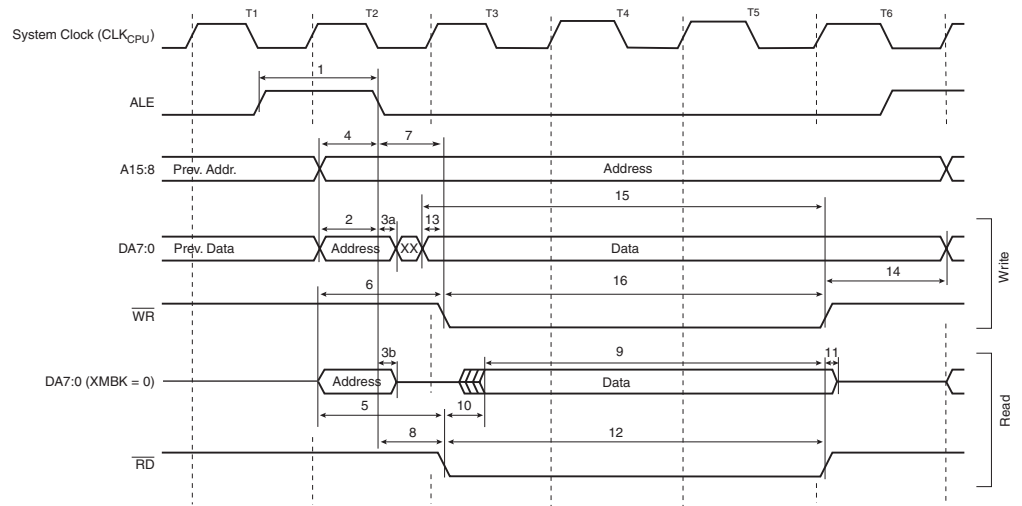 T1 T2 T3 T4 T5 T6
System Clock (CLKCPU)
1
ALE
4 7
A15:8 Prev. Addr. Address
15
2 3a 13
DA7:0 Prev. Data Address XX Data
14
6 16
WR
Write
3b 9 11
DA7:0 (XMBK = 0) Address Data
5 10
Read
8 12
RD